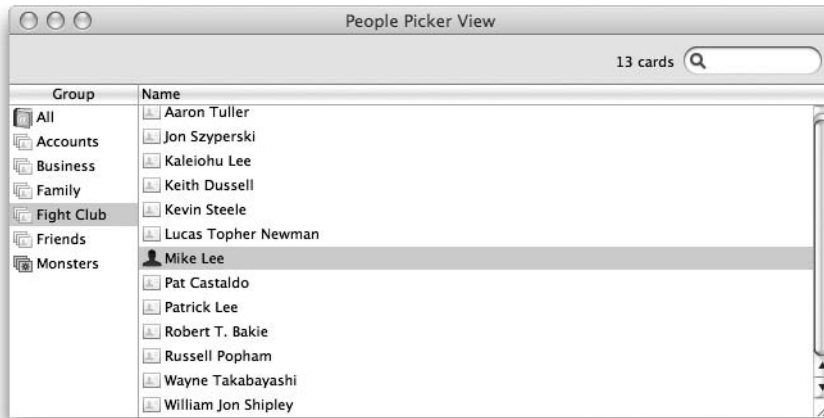 People Picker View
13 cards
Group Name
All
Accounts
Business
Family
Fight Club
Friends
Monsters
Aaron Tuller
Jon Szyperski
Kaleiohu Lee
Keith Dussell
Kevin Steele
Lucas Topher Newman
Mike Lee
Pat Castaldo
Patrick Lee
Robert T. Bakie
Russell Popham
Wayne Takabayashi
William Jon Shipley